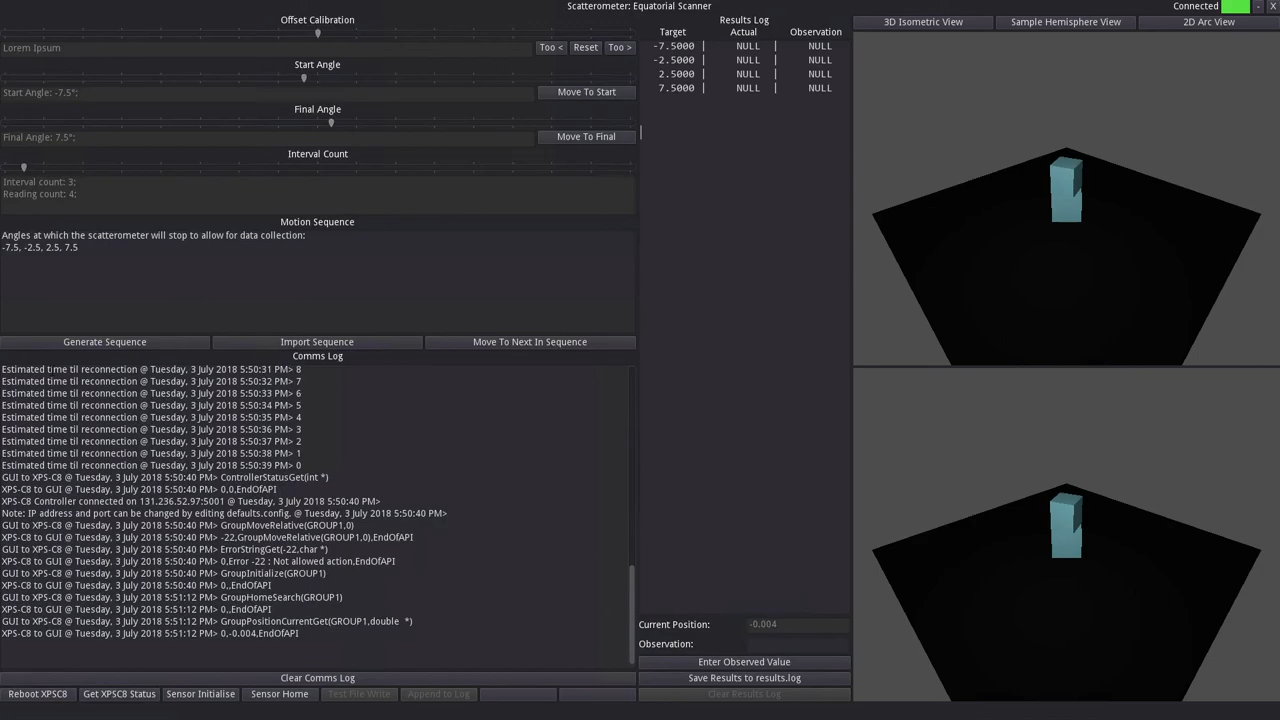 Scatterometer: Equatorial Scanner
Connected - X
Offset Calibration
Lorem Ipsum
Too < Reset Too >
Start Angle
Start Angle: -7.5°;
Move To Start
Final Angle
Final Angle: 7.5°;
Move To Final
Interval Count
Interval count: 3;
Reading count: 4;
Motion Sequence
Angles at which the scatterometer will stop to allow for data collection:
-7.5, -2.5, 2.5, 7.5
Generate Sequence Import Sequence Move To Next In Sequence
Comms Log
Estimated time til reconnection @ Tuesday, 3 July 2018 5:50:31 PM> 8
Estimated time til reconnection @ Tuesday, 3 July 2018 5:50:32 PM> 7
Estimated time til reconnection @ Tuesday, 3 July 2018 5:50:33 PM> 6
Estimated time til reconnection @ Tuesday, 3 July 2018 5:50:34 PM> 5
Estimated time til reconnection @ Tuesday, 3 July 2018 5:50:35 PM> 4
Estimated time til reconnection @ Tuesday, 3 July 2018 5:50:36 PM> 3
Estimated time til reconnection @ Tuesday, 3 July 2018 5:50:37 PM> 2
Estimated time til reconnection @ Tuesday, 3 July 2018 5:50:38 PM> 1
Estimated time til reconnection @ Tuesday, 3 July 2018 5:50:39 PM> 0
GUI to XPS-C8 @ Tuesday, 3 July 2018 5:50:40 PM> ControllerStatusGet(int *)
XPS-C8 to GUI @ Tuesday, 3 July 2018 5:50:40 PM> 0,0,EndOfAPI
XPS-C8 Controller connected on 131.236.52.97:5001 @ Tuesday, 3 July 2018 5:50:40 PM>
Note: IP address and port can be changed by editing defaults.config. @ Tuesday, 3 July 2018 5:50:40 PM>
GUI to XPS-C8 @ Tuesday, 3 July 2018 5:50:40 PM> GroupMoveRelative(GROUP1,0)
XPS-C8 to GUI @ Tuesday, 3 July 2018 5:50:40 PM> -22,GroupMoveRelative(GROUP1,0),EndOfAPI
GUI to XPS-C8 @ Tuesday, 3 July 2018 5:50:40 PM> ErrorStringGet(-22,char *)
XPS-C8 to GUI @ Tuesday, 3 July 2018 5:50:40 PM> 0,Error -22 : Not allowed action,EndOfAPI
GUI to XPS-C8 @ Tuesday, 3 July 2018 5:50:40 PM> GroupInitialize(GROUP1)
XPS-C8 to GUI @ Tuesday, 3 July 2018 5:50:40 PM> 0,,EndOfAPI
GUI to XPS-C8 @ Tuesday, 3 July 2018 5:51:12 PM> GroupHomeSearch(GROUP1)
XPS-C8 to GUI @ Tuesday, 3 July 2018 5:51:12 PM> 0,,EndOfAPI
GUI to XPS-C8 @ Tuesday, 3 July 2018 5:51:12 PM> GroupPositionCurrentGet(GROUP1,double *)
XPS-C8 to GUI @ Tuesday, 3 July 2018 5:51:12 PM> 0,-0.004,EndOfAPI
Clear Comms Log
Reboot XPSC8 Get XPSC8 Status Sensor Initialise Sensor Home Test File Write Append to Log
Results Log
Target Actual Observation
-7.5000 | NULL | NULL
-2.5000 | NULL | NULL
2.5000 | NULL | NULL
7.5000 | NULL | NULL
Current Position: -0.004
Observation:
Enter Observed Value
Save Results to results.log
Clear Results Log
3D Isometric View Sample Hemisphere View 2D Arc View